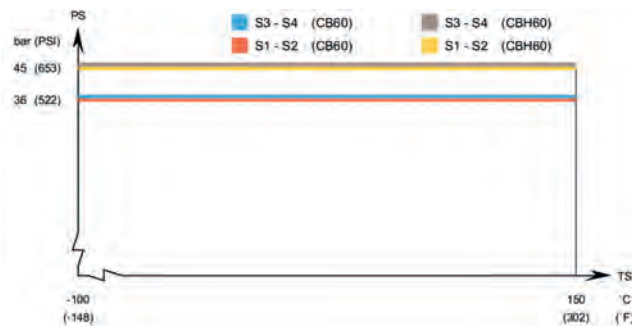 PS
bar (PSI)
S3 - S4 (CB60)
S3 - S4 (CBH60)
S1 - S2 (CB60)
S1 - S2 (CBH60)
45 (653)
36 (522)
TS
-100 150 °C
(-148) (302) (°F)